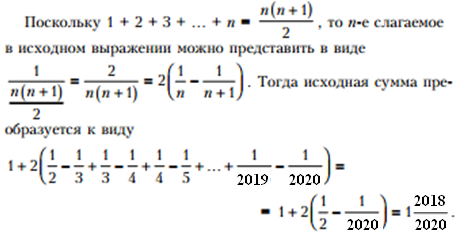 Поскольку 1 + 2 + 3 + ... + n = n(n+1)/2, то n-е слагаемое
в исходном выражении можно представить в виде
1/(n(n+1)/2) = 2/(n(n+1)) = 2(1/n − 1/(n+1)). Тогда исходная сумма пре-
образуется к виду
1+2(1/2 − 1/3 + 1/3 − 1/4 + 1/4 − 1/5 + ... + 1/2019 − 1/2020) =
= 1+2(1/2 − 1/2020) = 1 2018/2020.